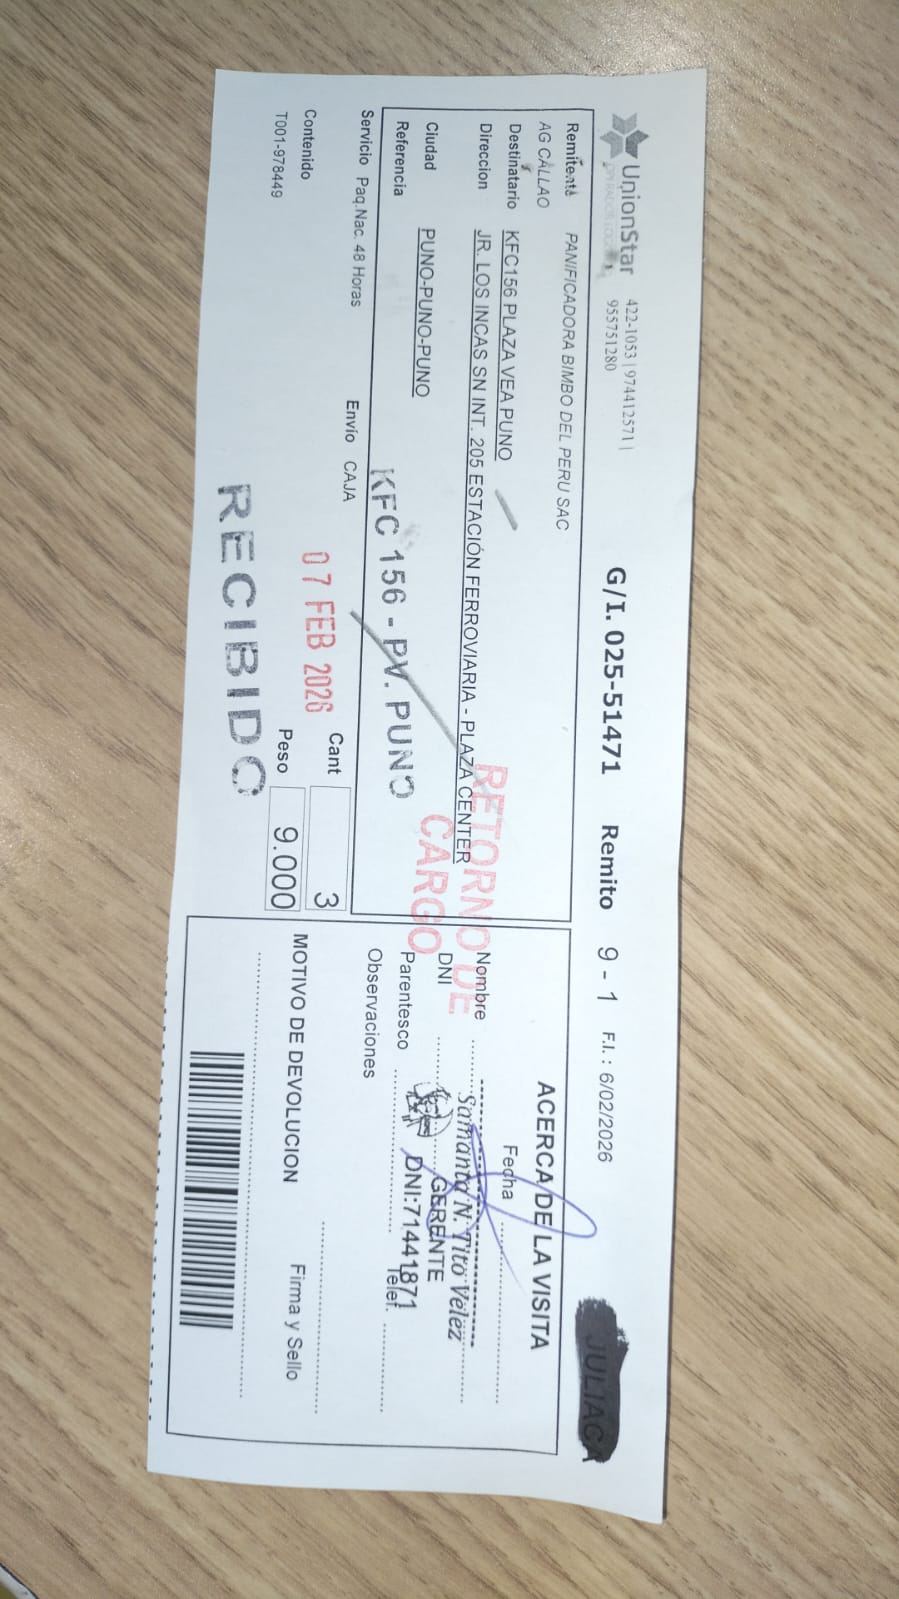 UnionStar
OPERADOR LOGISTICO
422-1053 | 974412571 |
955751280
G/I. 025-51471 Remito 9 - 1 F.I.: 6/02/2026
JULIACA
Remitente PANIFICADORA BIMBO DEL PERU SAC
AG CALLAO
Destinatario KFC156 PLAZA VEA PUNO
Direccion JR. LOS INCAS SN INT. 205 ESTACIÓN FERROVIARIA - PLAZA CENTER
Ciudad PUNO-PUNO-PUNO
Referencia
RETORNO DE
CARGO
KFC 156 - PV. PUNO
Servicio Paq.Nac. 48 Horas
Envío CAJA
07 FEB 2026
Cant 3
Contenido
Peso 9.000
T001-978449
RECIBIDO
ACERCA DE LA VISITA
Fecha
Nombre
Samanta N. Tito Velez
DNI
GERENTE
Parentesco
DNI:71441871
Telef.
Observaciones
MOTIVO DE DEVOLUCION
Firma y Sello